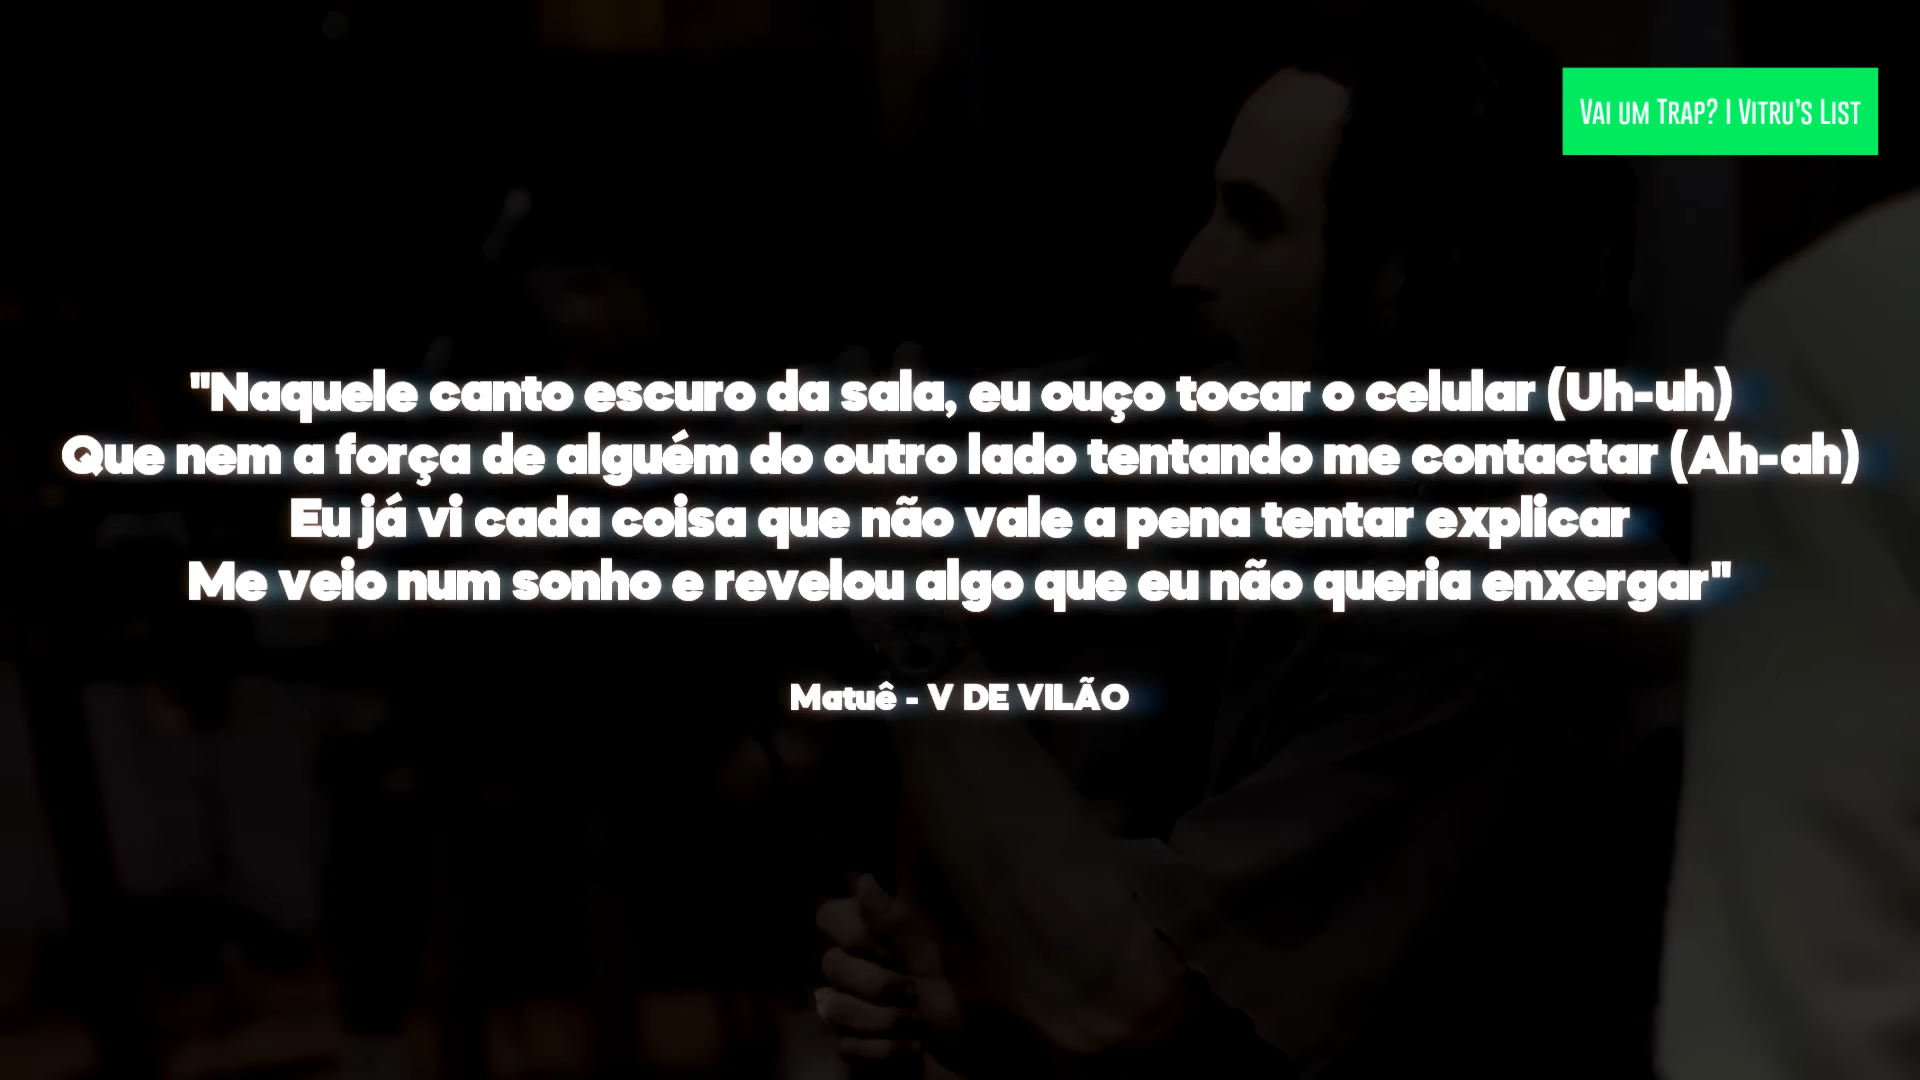 Vai um Trap? | Vitru's List
"Naquele canto escuro da sala, eu ouço tocar o celular (Uh-uh)
Que nem a força de alguém do outro lado tentando me contactar (Ah-ah)
Eu já vi cada coisa que não vale a pena tentar explicar
Me veio num sonho e revelou algo que eu não queria enxergar"
Matuê - V DE VILÃO